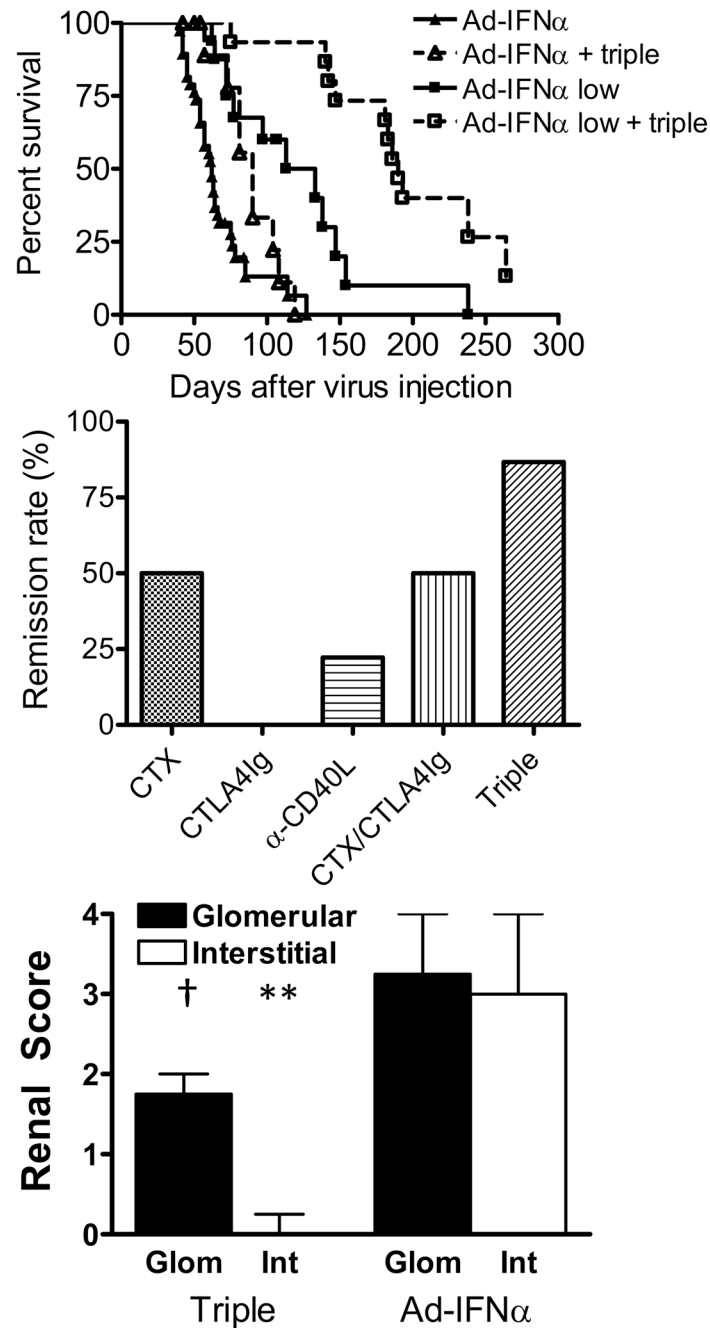 Percent survival
100
75
50
25
0
0 50 100 150 200 250 300
Days after virus injection
Ad-IFNα
Ad-IFNα + triple
Ad-IFNα low
Ad-IFNα low + triple
Remission rate (%)
100
75
50
25
0
CTX
CTLA4Ig
α-CD40L
CTX/CTLA4Ig
Triple
Renal Score
4
3
2
1
0
Glomerular
Interstitial
† **
Glom Int Glom Int
Triple Ad-IFNα